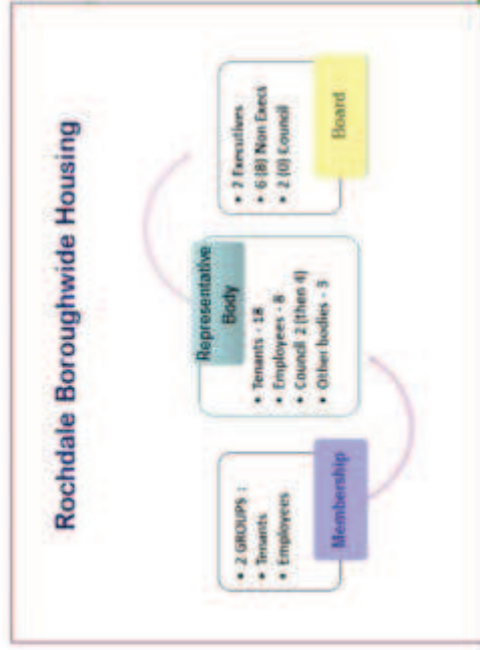 Rochdale Boroughwide Housing
• 2 GROUPS :
• Tenants
• Employees
Membership
Representative
Body
• Tenants - 18
• Employees - 8
• Council 2 (then 4)
• Other bodies - 3
• 2 Executives
• 6 (8) Non Execs
• 2 (0) Council
Board